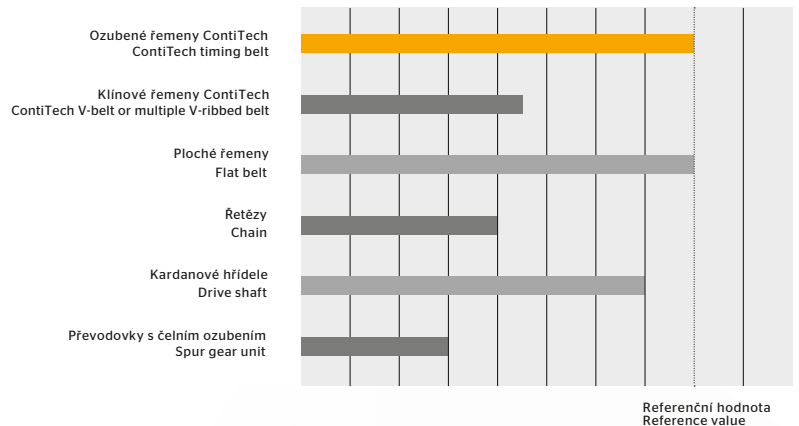 Ozubené řemeny ContiTech
ContiTech timing belt
Klínové řemeny ContiTech
ContiTech V-belt or multiple V-ribbed belt
Ploché řemeny
Flat belt
Řetězy
Chain
Kardanové hřídele
Drive shaft
Převodovky s čelním ozubením
Spur gear unit
Referenční hodnota
Reference value